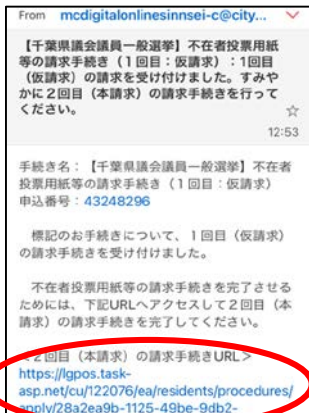 From mcdigitalonlinesinnsei-c@city...
【千葉県議会議員一般選挙】不在者投票用紙
等の請求手続き（１回目：仮請求）：1回目
（仮請求）の請求を受け付けました。すみや
かに２回目（本請求）の請求手続きを行って
ください。
12:53
手続き名：【千葉県議会議員一般選挙】不在者
投票用紙等の請求手続き（１回目：仮請求）
申込番号：43248296
標記のお手続きについて、１回目（仮請求）
の請求手続きを受け付けました。
不在者投票用紙等の請求手続きを完了させる
ためには、下記URLへアクセスして２回目（本
請求）の請求手続きを完了してください。
＜２回目（本請求）の請求手続きURL＞
https://lgpos.task-
asp.net/cu/122076/ea/residents/procedures/
apply/28a2ea9b-1125-49be-9db2-